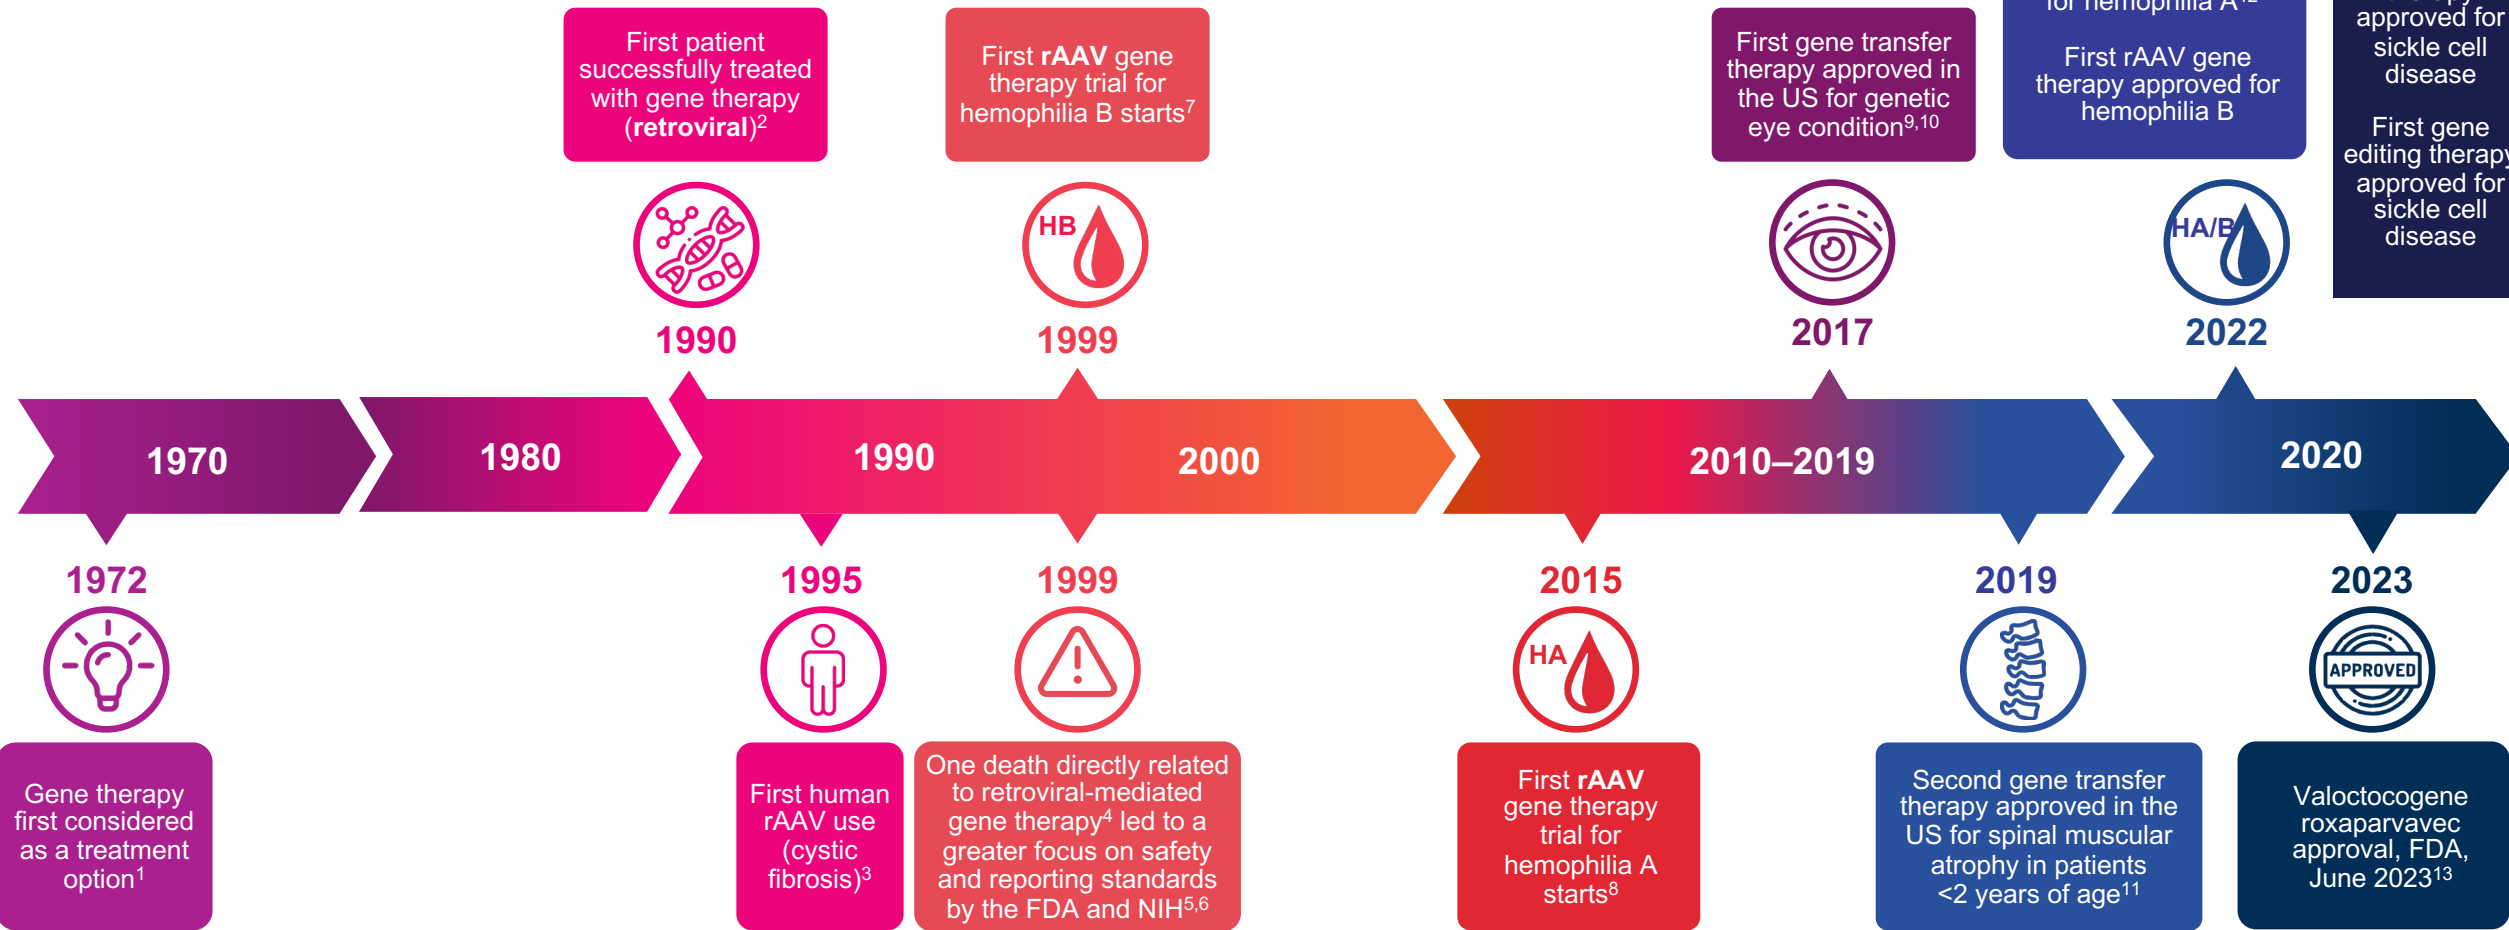 First patient
successfully treated
with gene therapy
(retroviral)2
First rAAV gene
therapy trial for
hemophilia B starts7
First gene transfer
therapy approved in
the US for genetic
eye condition9,10
for hemophilia A12
First rAAV gene
therapy approved for
hemophilia B
approved for
sickle cell
disease
First gene
editing therapy
approved for
sickle cell
disease
HB
HA/B
1990
1999
2017
2022
1970
1980
1990
2000
2010–2019
2020
1972
1995
1999
2015
2019
2023
HA
APPROVED
Gene therapy
first considered
as a treatment
option1
First human
rAAV use
(cystic
fibrosis)3
One death directly related
to retroviral-mediated
gene therapy4 led to a
greater focus on safety
and reporting standards
by the FDA and NIH5,6
First rAAV
gene therapy
trial for
hemophilia A
starts8
Second gene transfer
therapy approved in the
US for spinal muscular
atrophy in patients
<2 years of age11
Valoctocogene
roxaparvavec
approval, FDA,
June 202313